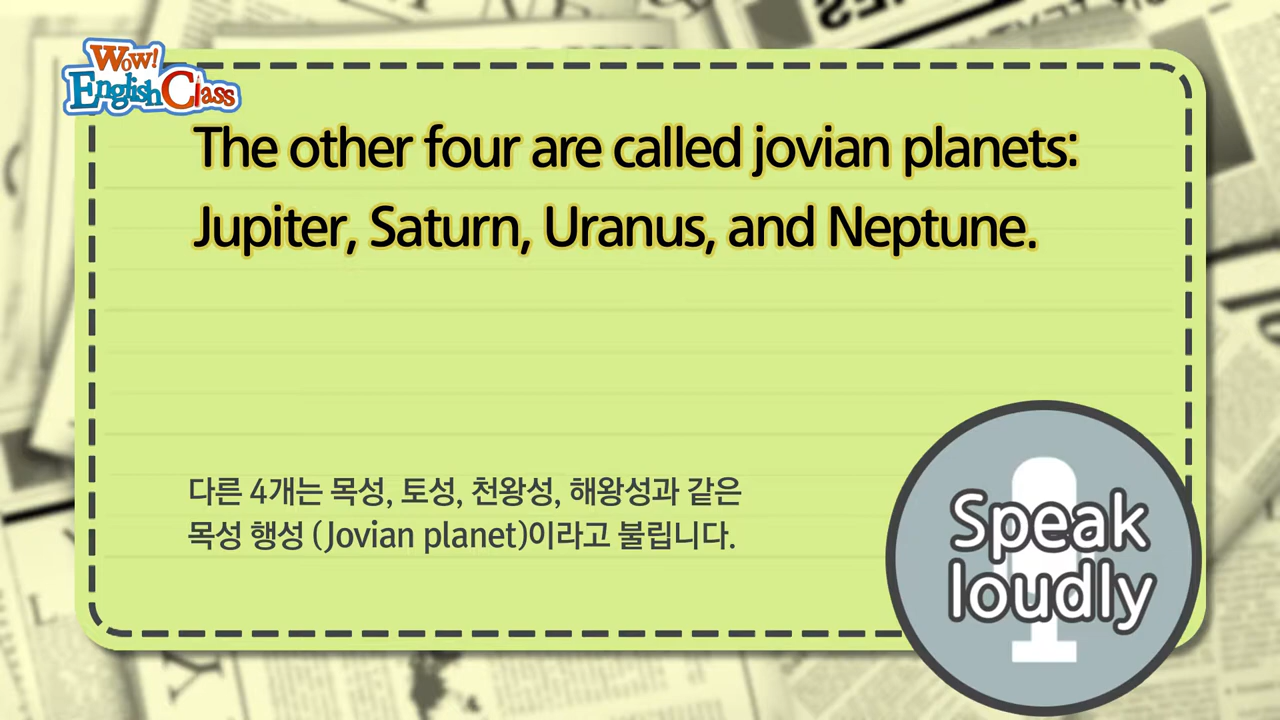 Wow!
English Class
The other four are called jovian planets:
Jupiter, Saturn, Uranus, and Neptune.
다른 4개는 목성, 토성, 천왕성, 해왕성과 같은
목성 행성 (Jovian planet)이라고 불립니다.
Speak
loudly